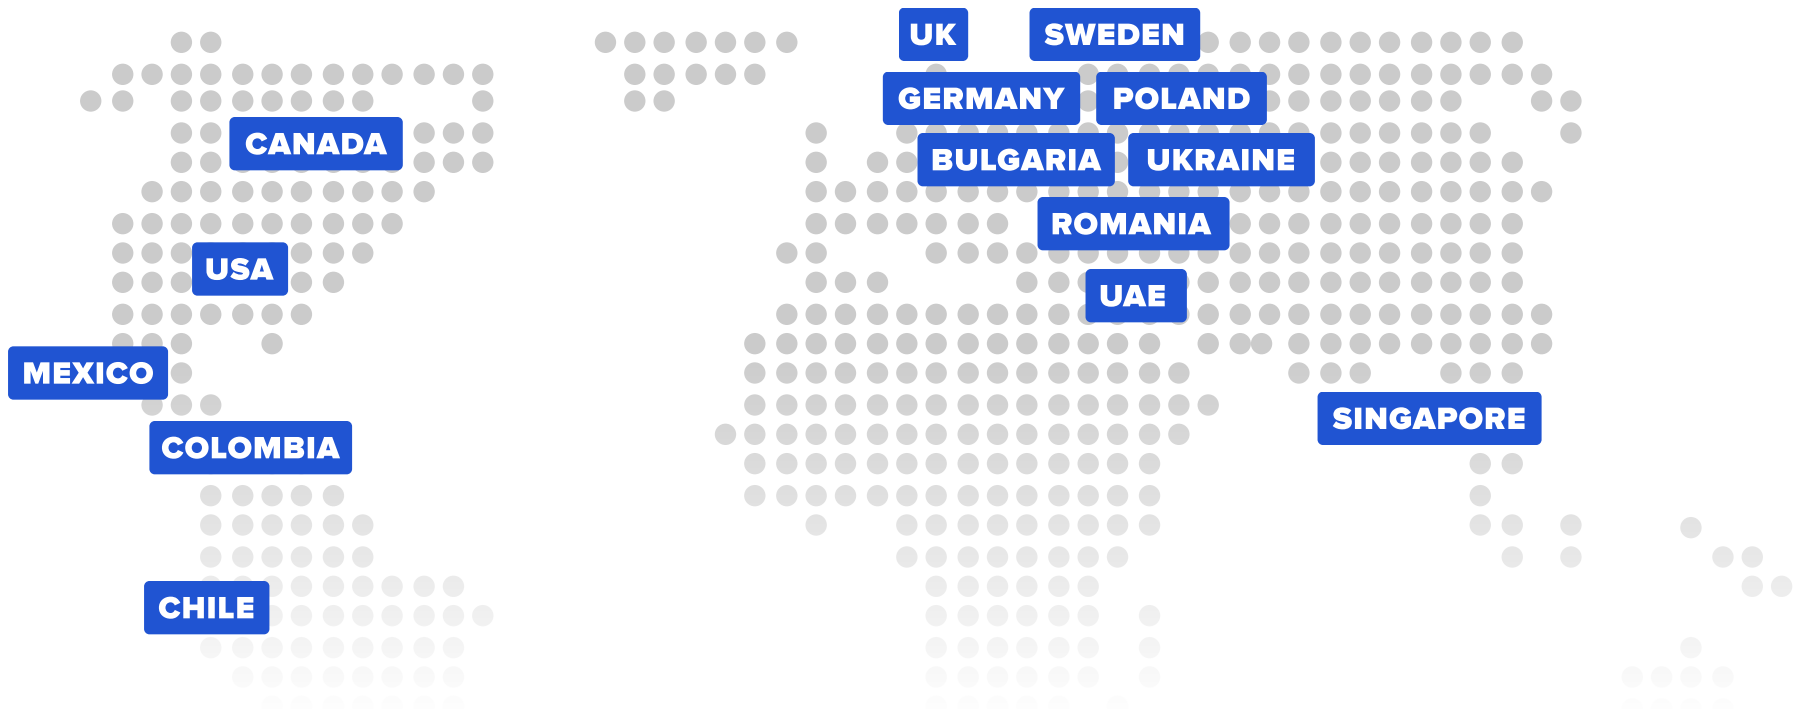 UK
SWEDEN
GERMANY
POLAND
CANADA
BULGARIA
UKRAINE
ROMANIA
USA
UAE
MEXICO
SINGAPORE
COLOMBIA
CHILE